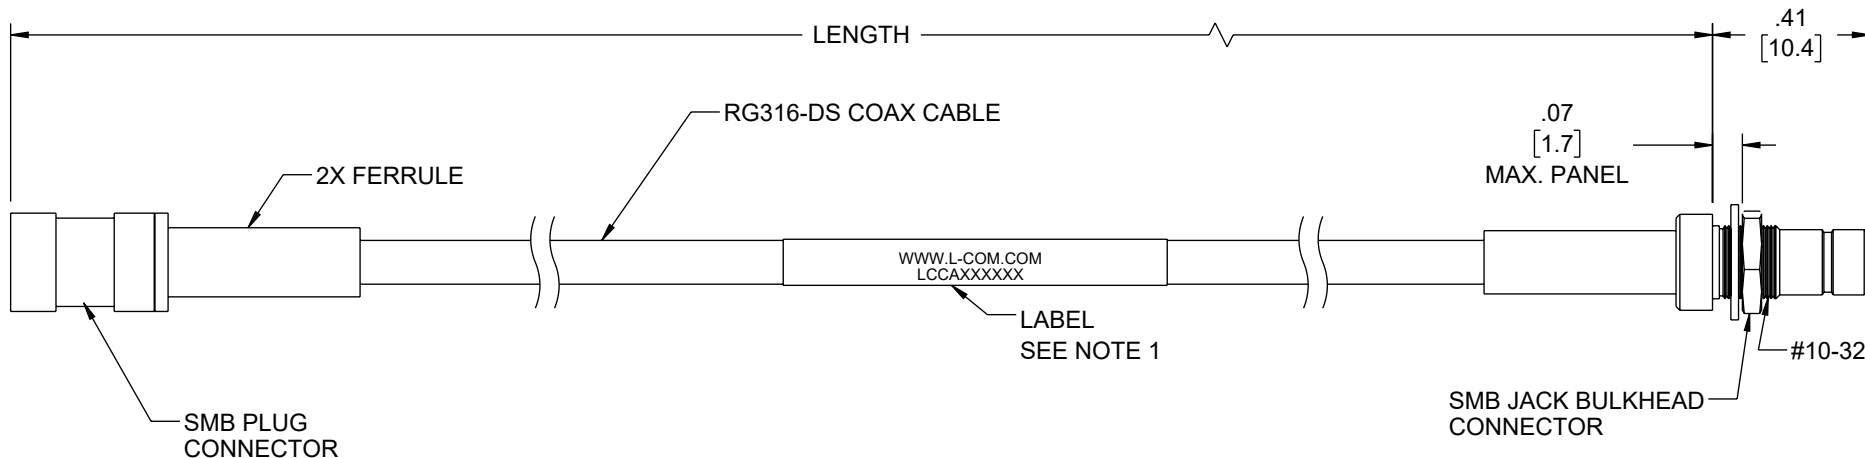 LENGTH
.41
[10.4]
RG316-DS COAX CABLE
.07
[1.7]
MAX. PANEL
2X FERRULE
WWW.L-COM.COM
LCCAXXXXXX
LABEL
SEE NOTE 1
#10-32
SMB PLUG
CONNECTOR
SMB JACK BULKHEAD
CONNECTOR